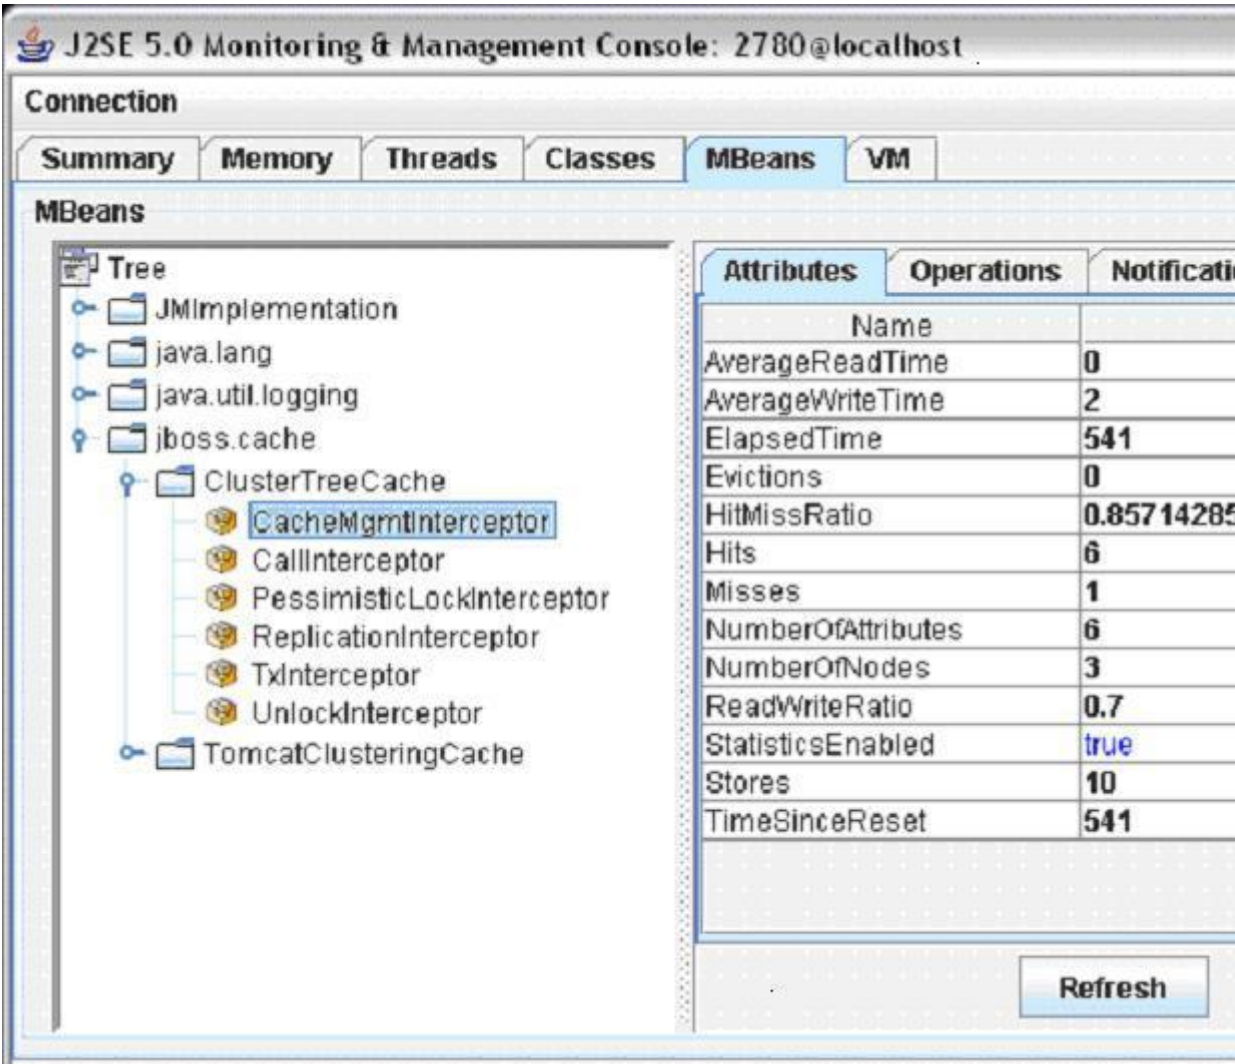 J2SE 5.0 Monitoring & Management Console: 2780@localhost
Connection
Summary Memory Threads Classes MBeans VM
MBeans
Tree
JMImplementation
java.lang
java.util.logging
jboss.cache
ClusterTreeCache
CacheMgmtInterceptor
CallInterceptor
PessimisticLockInterceptor
ReplicationInterceptor
TxInterceptor
UnlockInterceptor
TomcatClusteringCache
Attributes Operations Notificati
Name
AverageReadTime 0
AverageWriteTime 2
ElapsedTime 541
Evictions 0
HitMissRatio 0.85714285
Hits 6
Misses 1
NumberOfAttributes 6
NumberOfNodes 3
ReadWriteRatio 0.7
StatisticsEnabled true
Stores 10
TimeSinceReset 541
Refresh